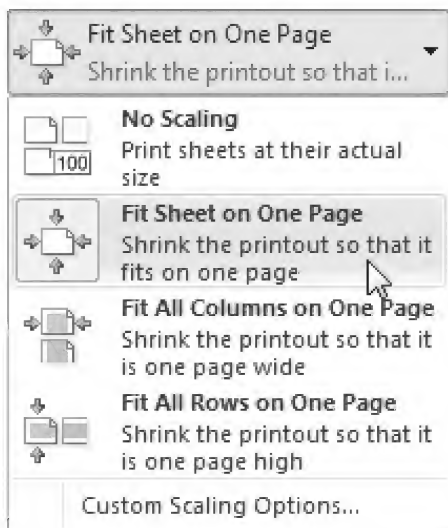 Fit Sheet on One Page
Shrink the printout so that i...
No Scaling
Print sheets at their actual
size
100
Fit Sheet on One Page
Shrink the printout so that it
fits on one page
Fit All Columns on One Page
Shrink the printout so that it
is one page wide
Fit All Rows on One Page
Shrink the printout so that it
is one page high
Custom Scaling Options...